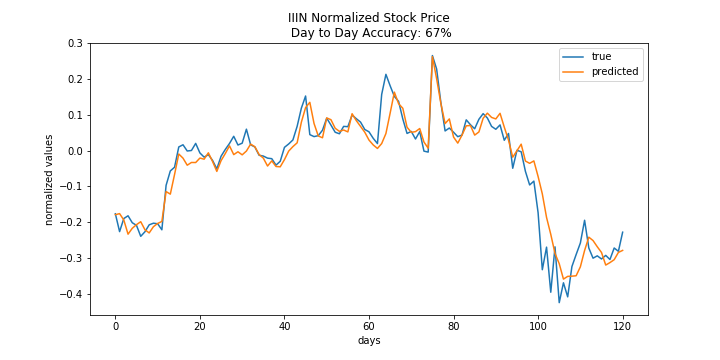 IIIN Normalized Stock Price
Day to Day Accuracy: 67%
true
predicted
normalized values
0.3
0.2
0.1
0.0
−0.1
−0.2
−0.3
−0.4
0
20
40
60
80
100
120
days